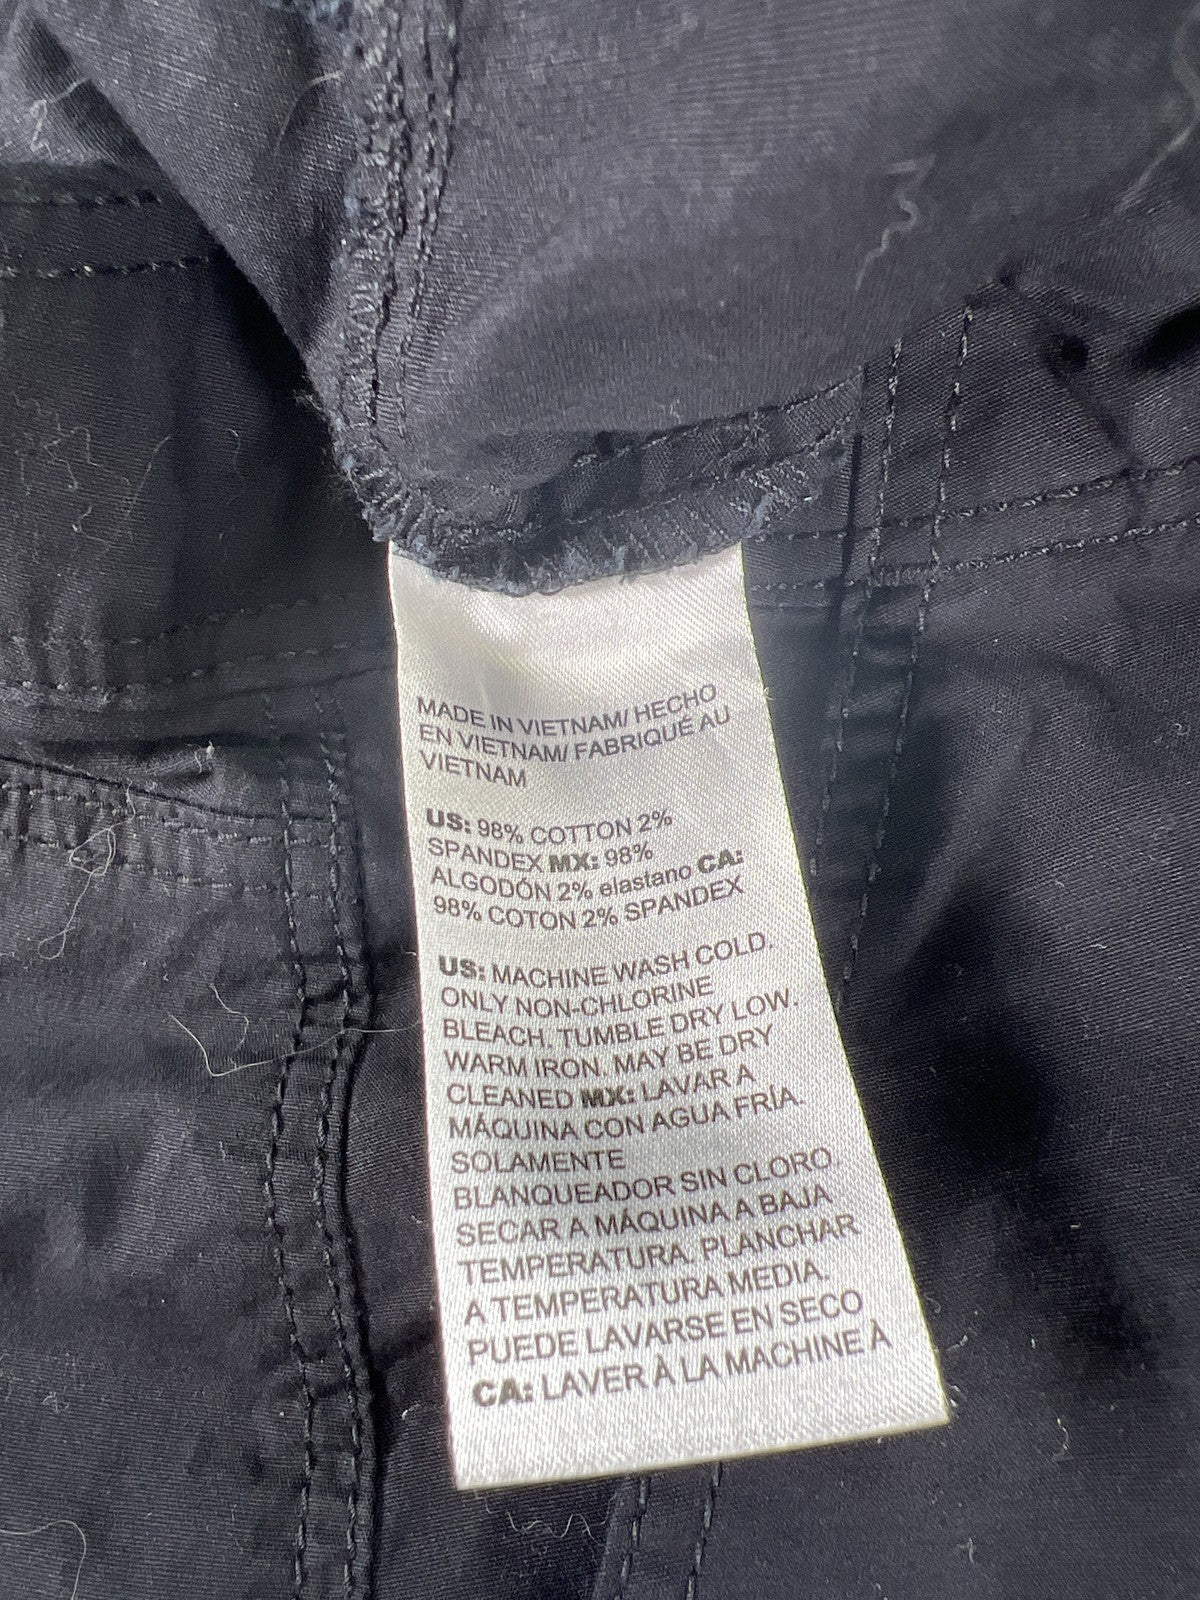 MADE IN VIETNAM/ HECHO
EN VIETNAM/ FABRIQUÉ AU
VIETNAM
US: 98% COTTON 2%
SPANDEX MX: 98%
ALGODÓN 2% elastano CA:
98% COTON 2% SPANDEX
US: MACHINE WASH COLD.
ONLY NON-CHLORINE
BLEACH. TUMBLE DRY LOW.
WARM IRON. MAY BE DRY
CLEANED MX: LAVAR A
MÁQUINA CON AGUA FRÍA.
SOLAMENTE
BLANQUEADOR SIN CLORO.
SECAR A MÁQUINA A BAJA
TEMPERATURA. PLANCHAR
A TEMPERATURA MEDIA.
PUEDE LAVARSE EN SECO
CA: LAVER À LA MACHINE À